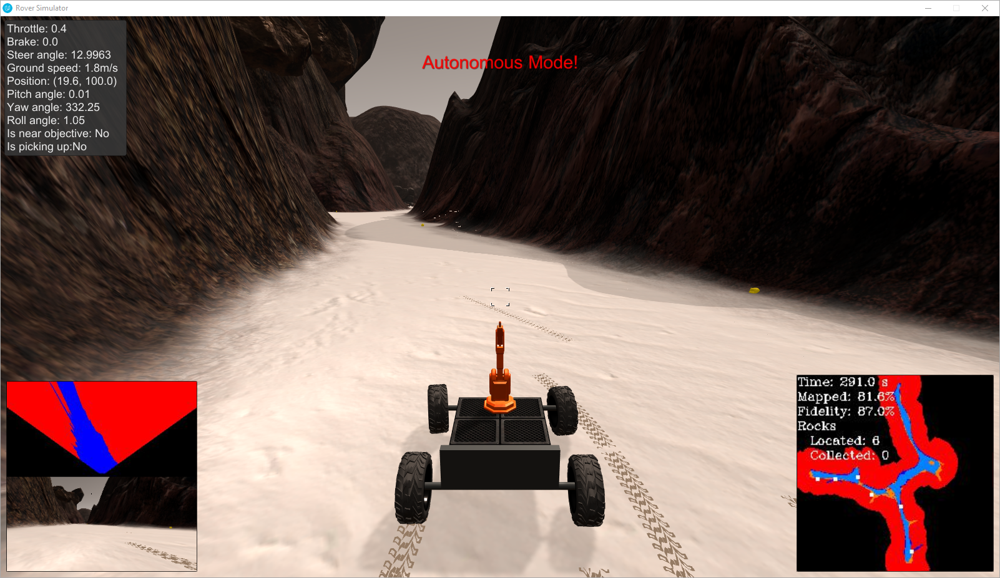 Rover Simulator
Throttle: 0.4
Brake: 0.0
Steer angle: 12.9963
Ground speed: 1.8m/s
Position: (19.6, 100.0)
Pitch angle: 0.01
Yaw angle: 332.25
Roll angle: 1.05
Is near objective: No
Is picking up:No
Autonomous Mode!
Time: 291.0 s
Mapped: 81.6%
Fidelity: 87.0%
Rocks
Located: 6
Collected: 0